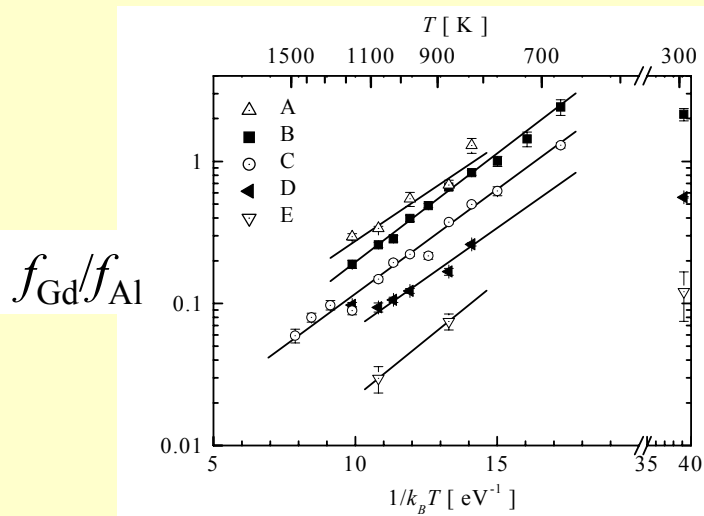 T [ K ]
1500 1100 900 700 300
A
B
C
D
E
1
0.1
0.01
f_Gd/f_Al
5 10 15 35 40
1/k_B T [ eV^-1 ]